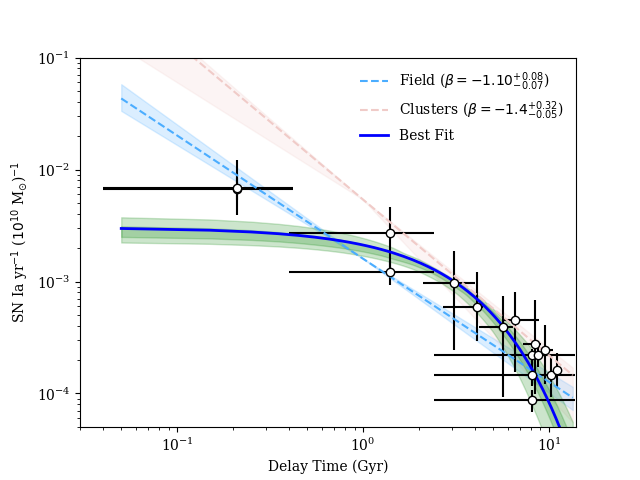 Field (β = −1.10$^{+0.08}_{-0.07}$)
Clusters (β = −1.4$^{+0.32}_{-0.05}$)
Best Fit
10⁻¹
10⁻²
10⁻³
10⁻⁴
SN Ia yr⁻¹ (10¹⁰ M☉)⁻¹
10⁻¹ 10⁰ 10¹
Delay Time (Gyr)